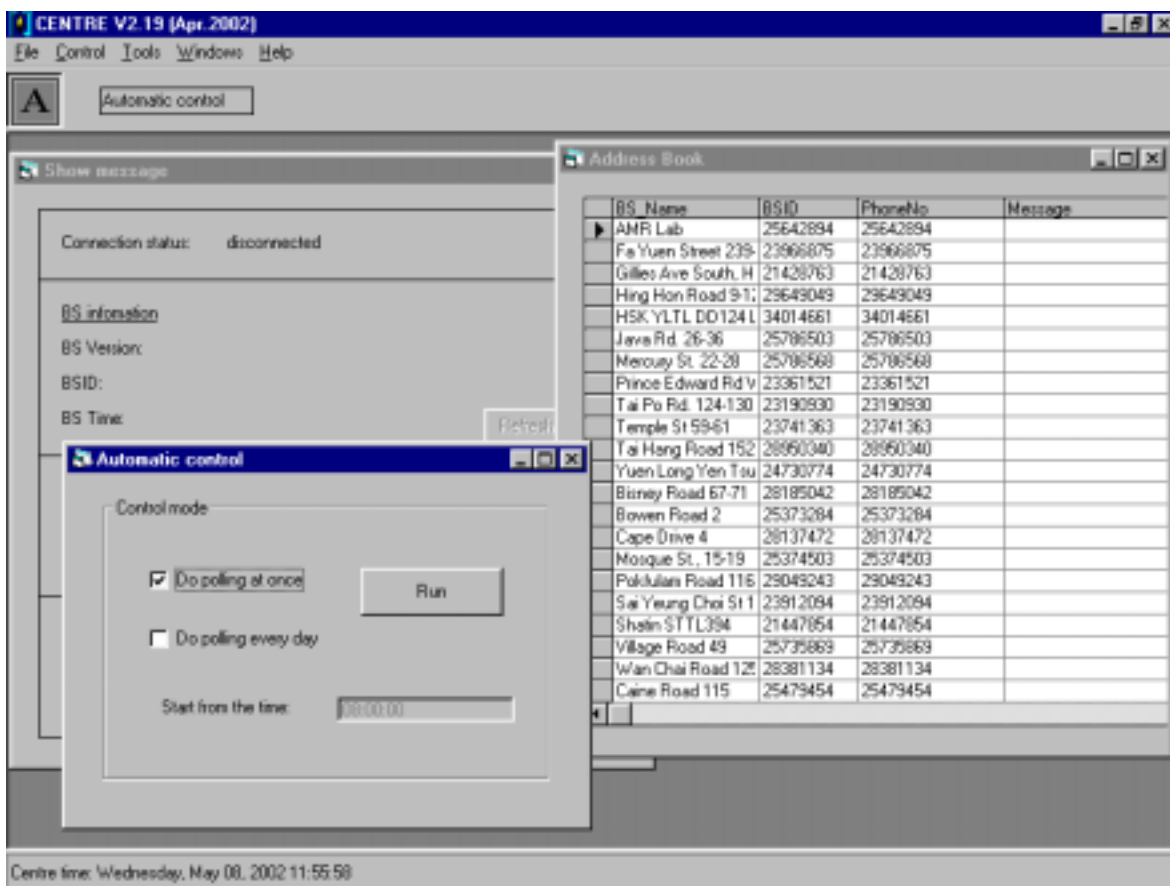 CENTRE V2.19 (Apr.2002)
File Control Tools Windows Help
A Automatic control
Show message
Connection status: disconnected
BS infomation
BS Version:
BSID:
BS Time:
Refresh
Address Book
BS_Name BSID PhoneNo Message
AMR Lab 25642894 25642894
Fa Yuen Street 239- 23966875 23966875
Gillies Ave South, H 21428763 21428763
Hing Hon Road 9-1 29649049 29649049
HSK YLTL DD124 L 34014661 34014661
Java Rd. 26-36 25786503 25786503
Mercury St. 22-28 25786568 25786568
Prince Edward Rd 23361521 23361521
Tai Po Rd. 124-130 23190930 23190930
Temple St 59-61 23741363 23741363
Tai Hang Road 152 28950340 28950340
Yuen Long Yen Tsu 24730774 24730774
Bisney Road 67-71 28185042 28185042
Bowen Road 2 25373284 25373284
Cape Drive 4 28137472 28137472
Mosque St., 15-19 25374503 25374503
Pokfulam Road 116 29049243 29049243
Sai Yeung Choi St 1 23912094 23912094
Shatin STTL394 21447854 21447854
Village Road 49 25735869 25735869
Wan Chai Road 28381134 28381134
Caine Road 115 25479454 25479454
Automatic control
Control mode
Do polling at once
Run
Do polling every day
Start from the time: 08:00:00
Centre time: Wednesday, May 08, 2002 11:55:58